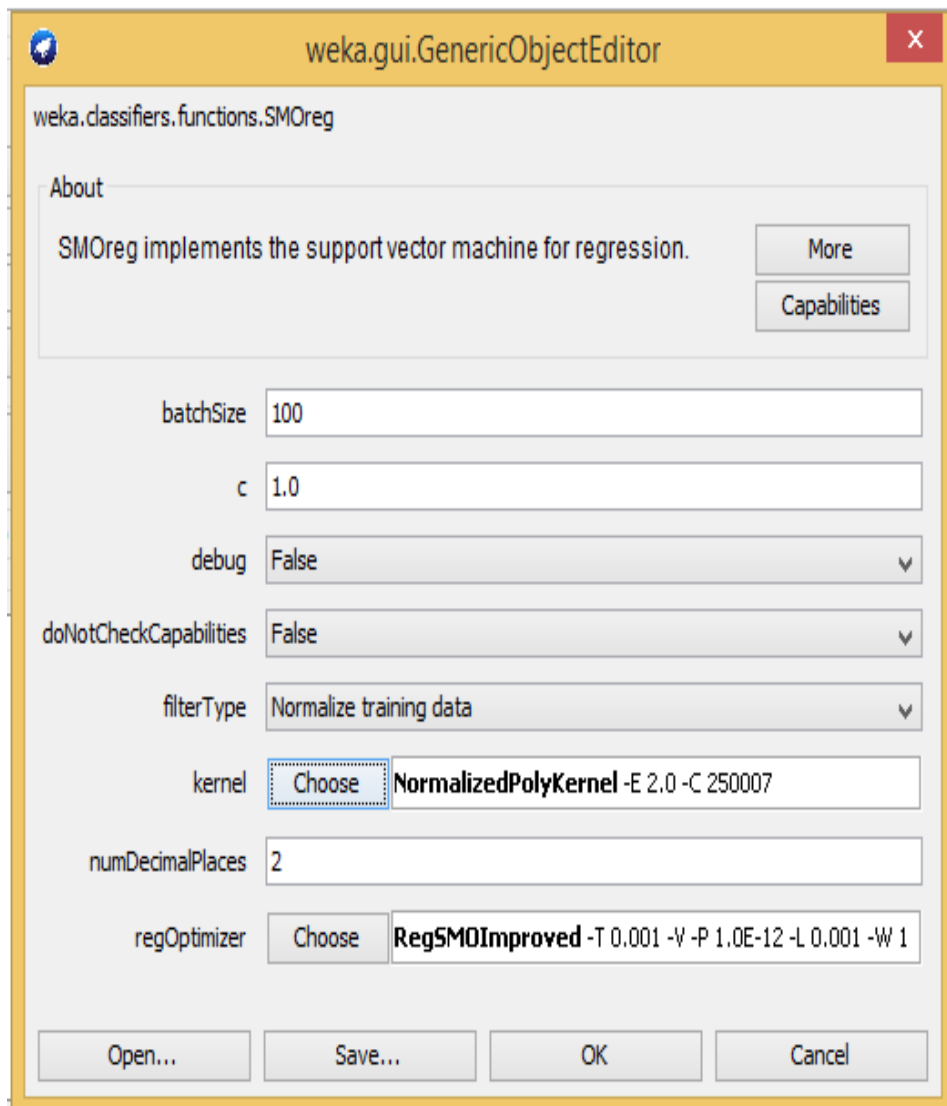 weka.gui.GenericObjectEditor
x
weka.classifiers.functions.SMOreg
About
SMOreg implements the support vector machine for regression.
More
Capabilities
batchSize 100
c 1.0
debug False
doNotCheckCapabilities False
filterType Normalize training data
kernel Choose NormalizedPolyKernel -E 2.0 -C 250007
numDecimalPlaces 2
regOptimizer Choose RegSMOImproved -T 0.001 -V -P 1.0E-12 -L 0.001 -W 1
Open... Save... OK Cancel